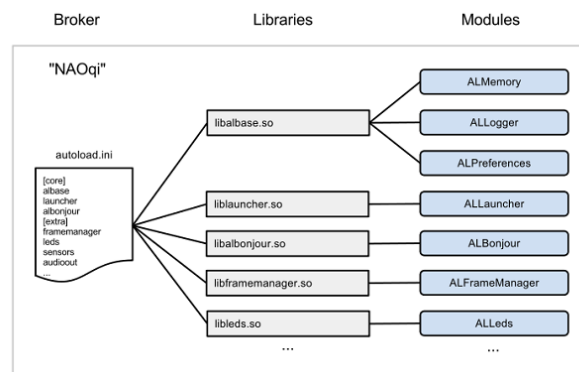 Broker
Libraries
Modules
"NAOqi"
autoload.ini
[core]
albase
launcher
albonjour
[extra]
framemanager
leds
sensors
audioout
...
libalbase.so
liblauncher.so
libalbonjour.so
libframemanager.so
libleds.so
...
ALMemory
ALLogger
ALPreferences
ALLauncher
ALBonjour
ALFrameManager
ALLeds
...